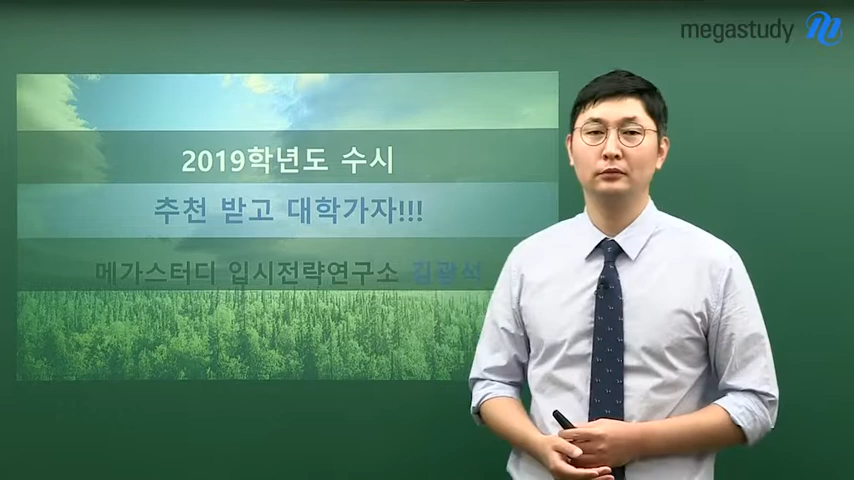 megastudy
2019학년도 수시
추천 받고 대학가자!!!
메가스터디 입시전략연구소 김광석